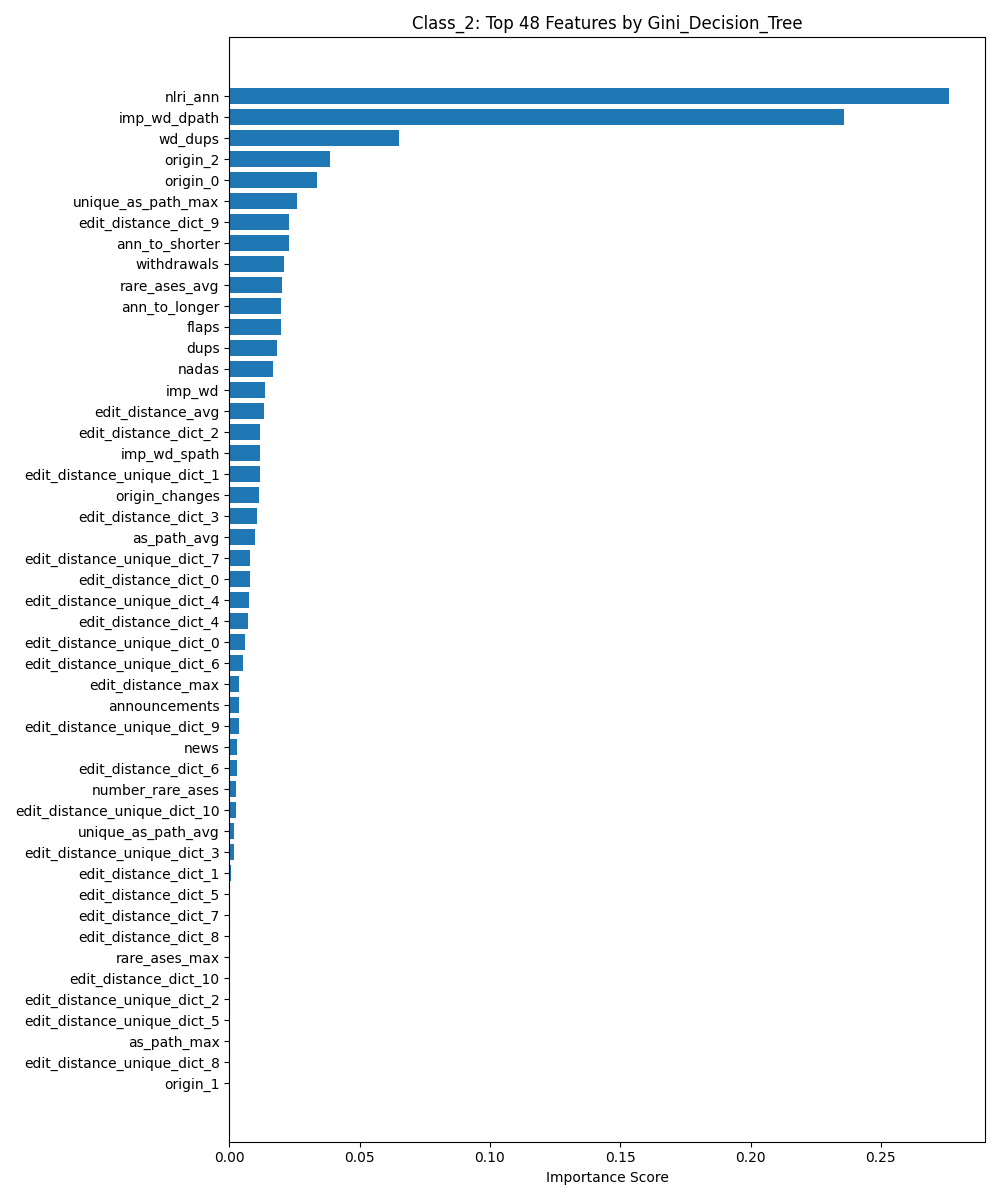 Class_2: Top 48 Features by Gini_Decision_Tree
nlri_ann
imp_wd_dpath
wd_dups
origin_2
origin_0
unique_as_path_max
edit_distance_dict_9
ann_to_shorter
withdrawals
rare_ases_avg
ann_to_longer
flaps
dups
nadas
imp_wd
edit_distance_avg
edit_distance_dict_2
imp_wd_spath
edit_distance_unique_dict_1
origin_changes
edit_distance_dict_3
as_path_avg
edit_distance_unique_dict_7
edit_distance_dict_0
edit_distance_unique_dict_4
edit_distance_dict_4
edit_distance_unique_dict_0
edit_distance_unique_dict_6
edit_distance_max
announcements
edit_distance_unique_dict_9
news
edit_distance_dict_6
number_rare_ases
edit_distance_unique_dict_10
unique_as_path_avg
edit_distance_unique_dict_3
edit_distance_dict_1
edit_distance_dict_5
edit_distance_dict_7
edit_distance_dict_8
rare_ases_max
edit_distance_dict_10
edit_distance_unique_dict_2
edit_distance_unique_dict_5
as_path_max
edit_distance_unique_dict_8
origin_1
0.00 0.05 0.10 0.15 0.20 0.25
Importance Score